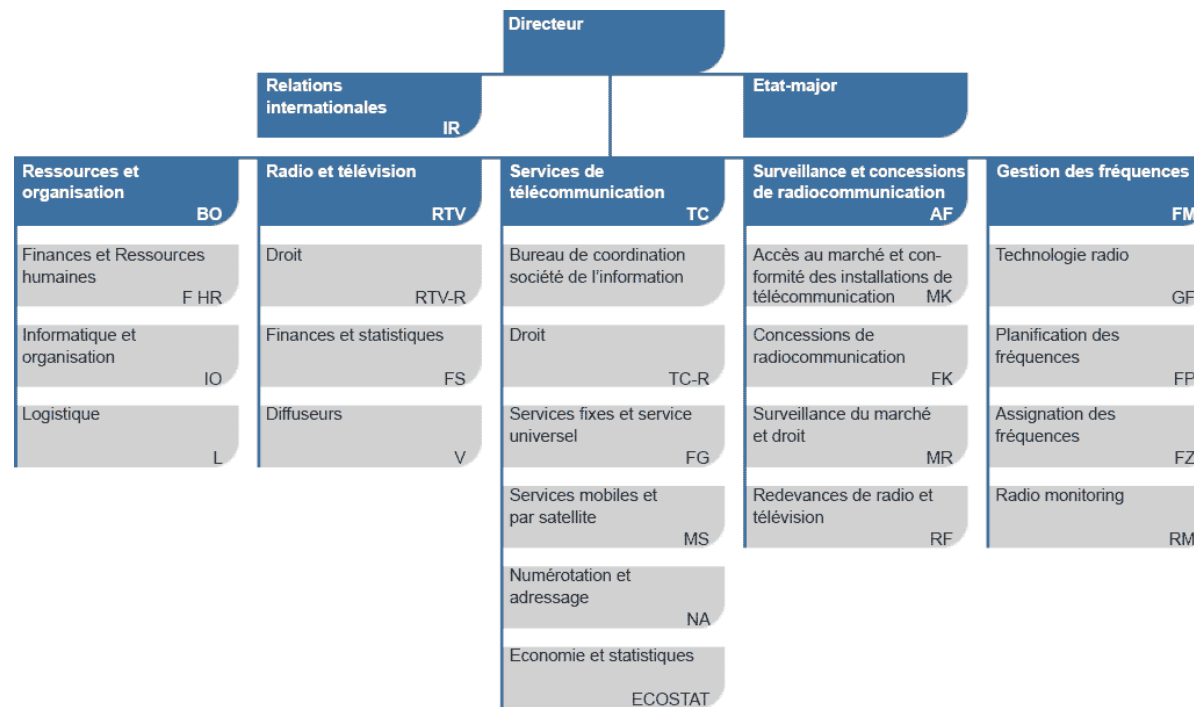 Directeur
Relations
internationales
IR
Etat-major
Ressources et
organisation
BO
Finances et Ressources
humaines
F HR
Informatique et
organisation
IO
Logistique
L
Radio et télévision
RTV
Droit
RTV-R
Finances et statistiques
FS
Diffuseurs
V
Services de
télécommunication
TC
Bureau de coordination
société de l'information
Droit
TC-R
Services fixes et service
universel
FG
Services mobiles et
par satellite
MS
Numérotation et
adressage
NA
Economie et statistiques
ECOSTAT
Surveillance et concessions
de radiocommunication
AF
Accès au marché et con-
formité des installations de
télécommunication MK
Concessions de
radiocommunication
FK
Surveillance du marché
et droit
MR
Redevances de radio et
télévision
RF
Gestion des fréquences
FM
Technologie radio
GF
Planification des
fréquences
FP
Assignation des
fréquences
FZ
Radio monitoring
RM